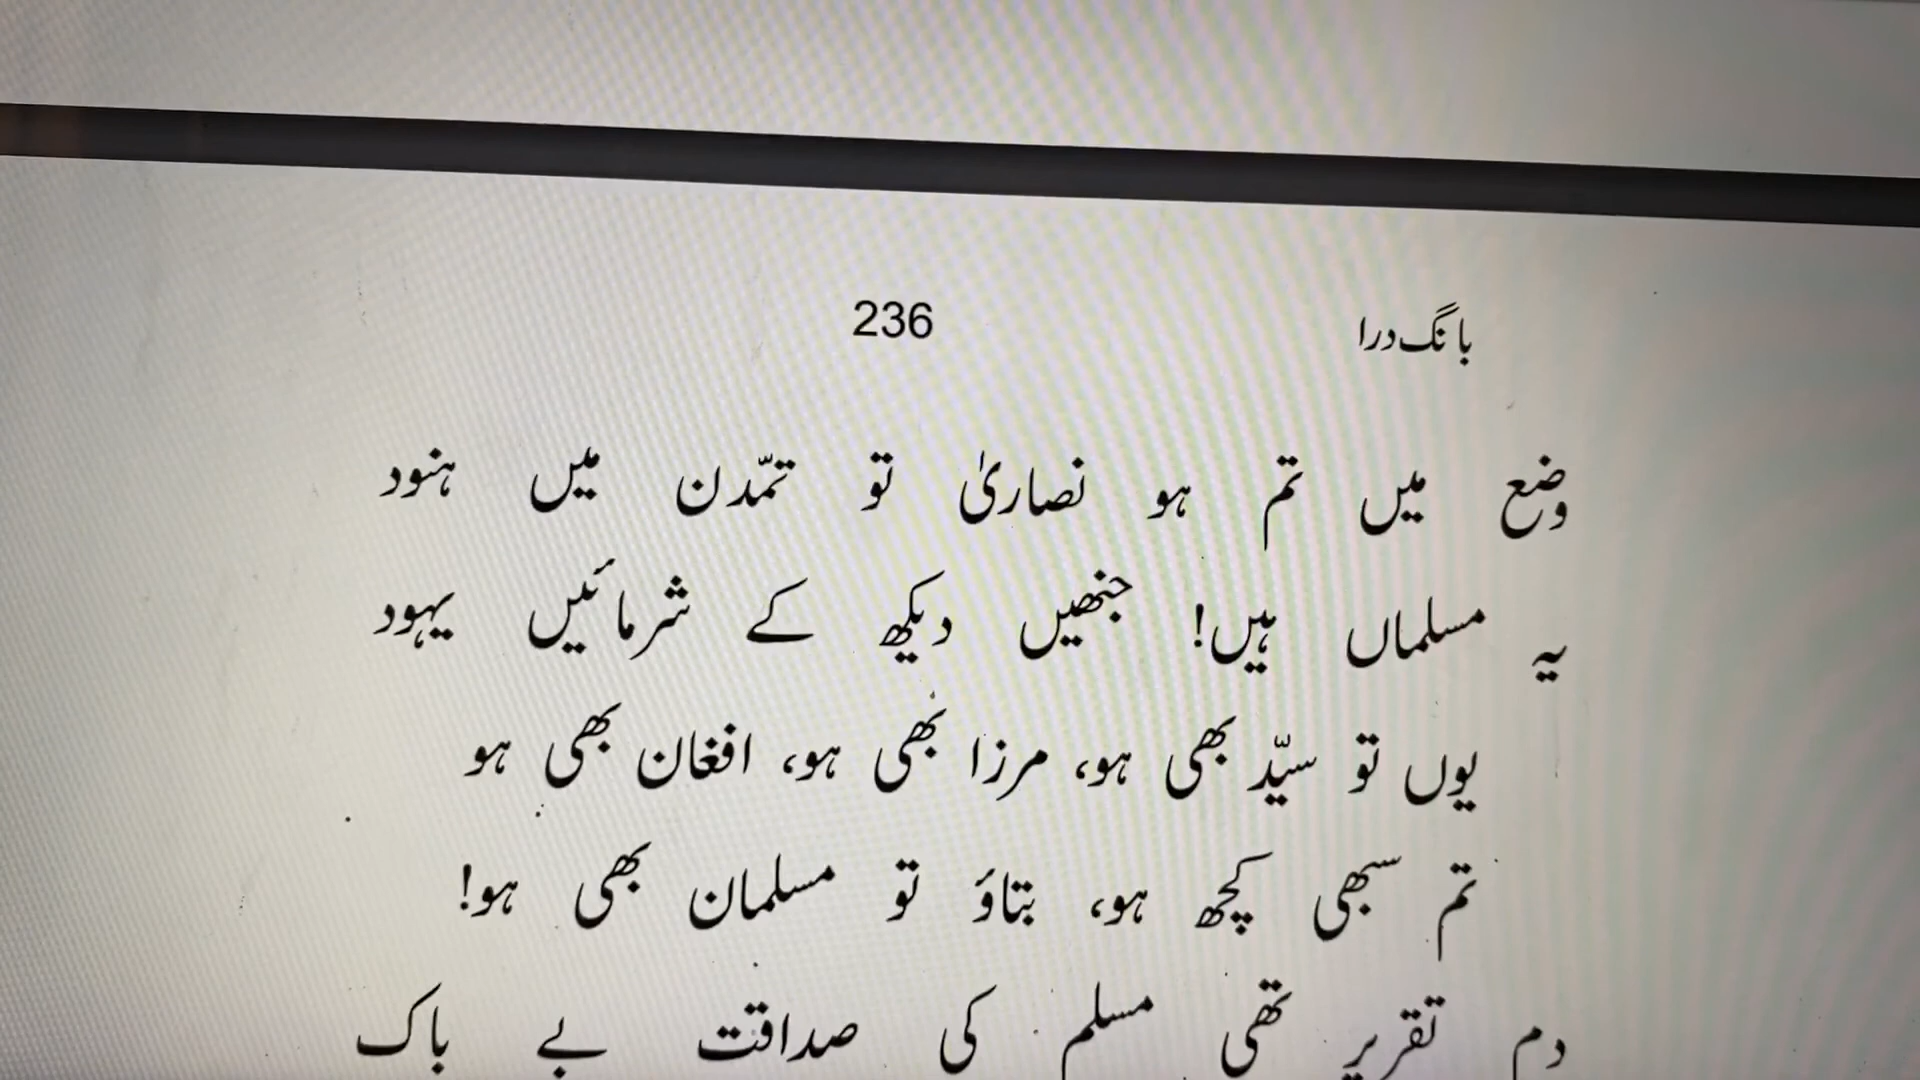 بانگ درا 236
وضع میں تم ہو نصاریٰ تو تمّدن میں ہنود
یہ مسلماں ہیں! جنھیں دیکھ کے شرمائیں یہود
یوں تو سیّد بھی ہو، مرزا بھی ہو، افغان بھی ہو
تم سبھی کچھ ہو، بتاؤ تو مسلمان بھی ہو!
دم تقریر تھی مسلم کی صداقت بے باک